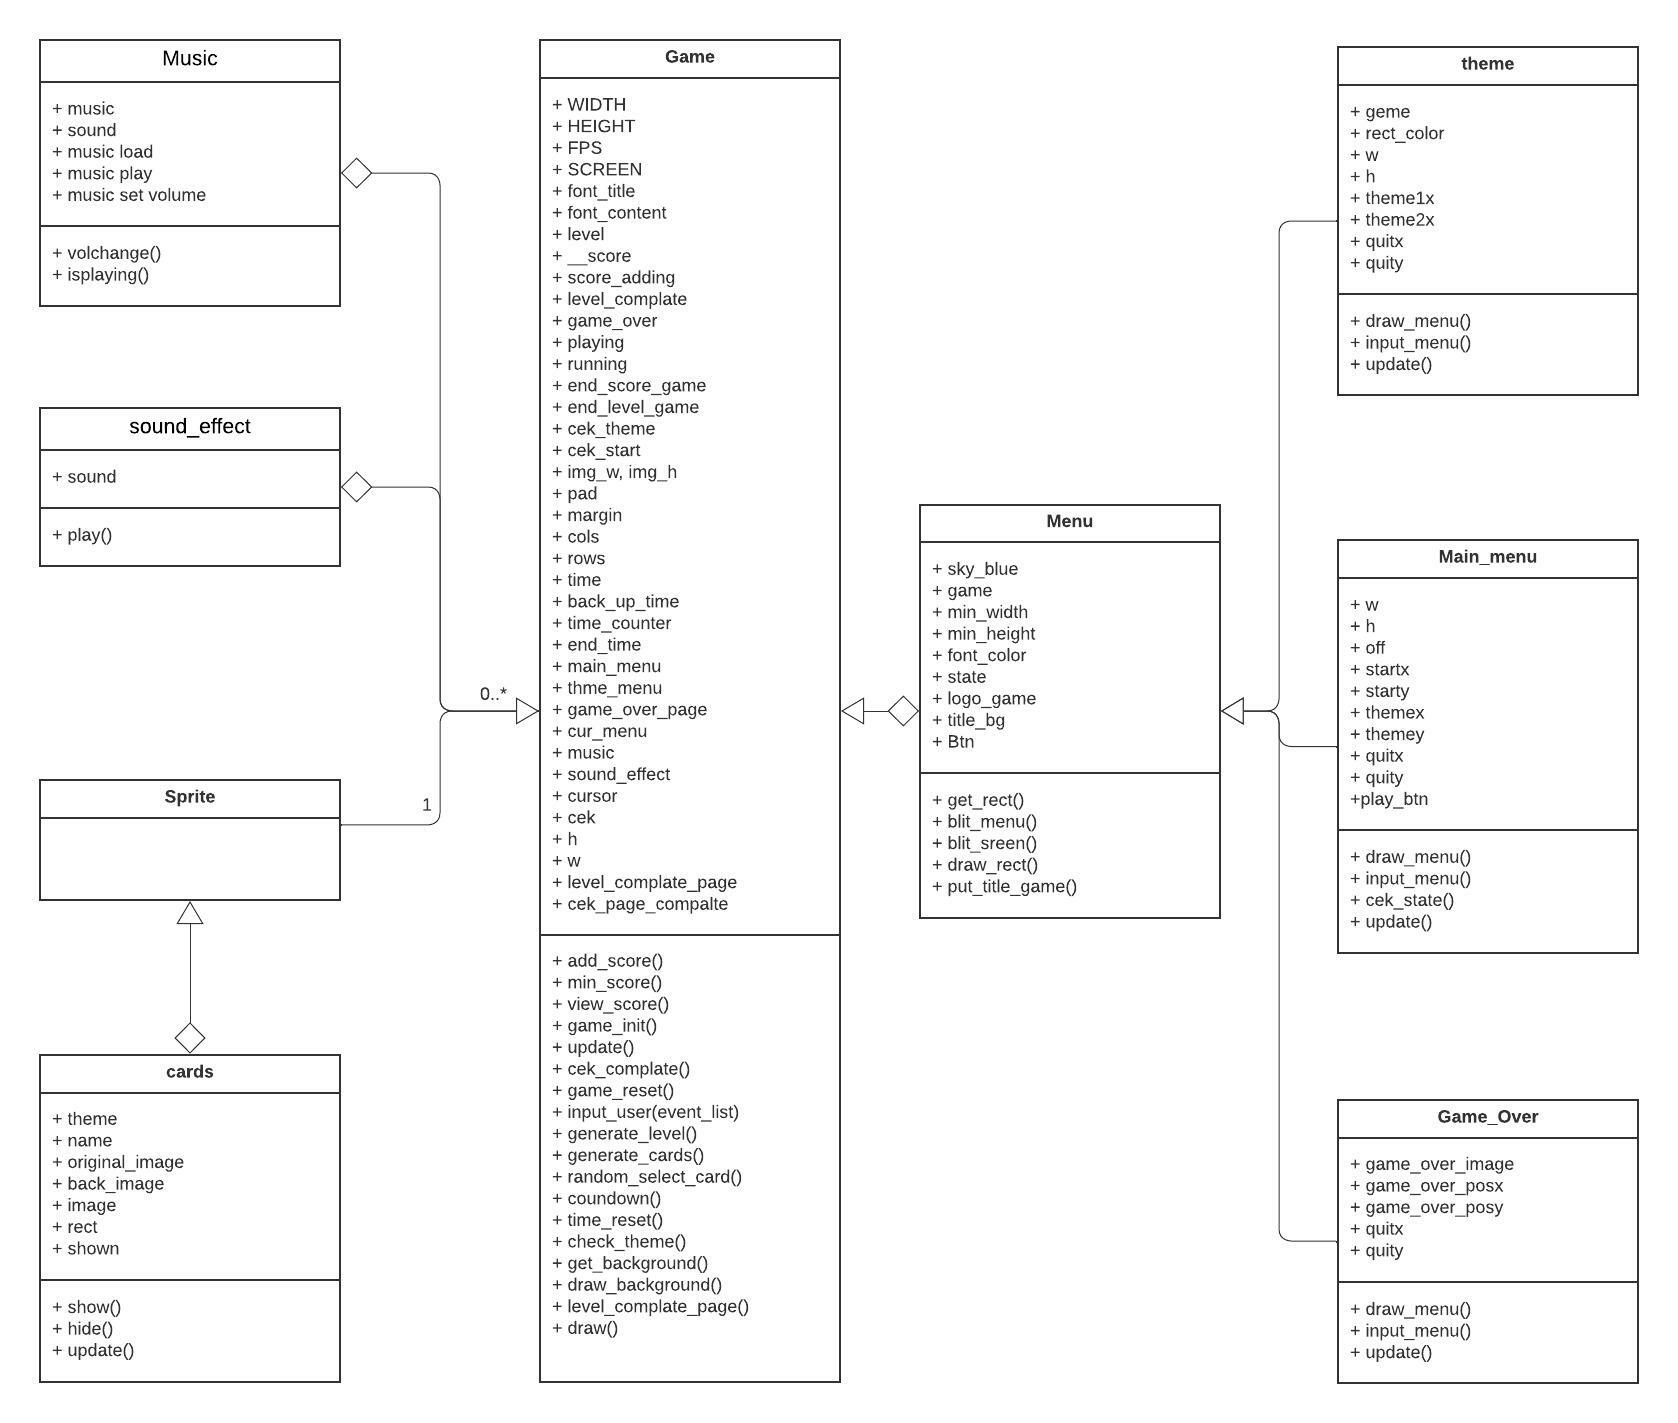 Music
+ music
+ sound
+ music load
+ music play
+ music set volume
+ volchange()
+ isplaying()
sound_effect
+ sound
+ play()
Sprite
1
0..*
cards
+ theme
+ name
+ original_image
+ back_image
+ image
+ rect
+ shown
+ show()
+ hide()
+ update()
Game
+ WIDTH
+ HEIGHT
+ FPS
+ SCREEN
+ font_title
+ font_content
+ level
+ __score
+ score_adding
+ level_complate
+ game_over
+ playing
+ running
+ end_score_game
+ end_level_game
+ cek_theme
+ cek_start
+ img_w, img_h
+ pad
+ margin
+ cols
+ rows
+ time
+ back_up_time
+ time_counter
+ end_time
+ main_menu
+ thme_menu
+ game_over_page
+ cur_menu
+ music
+ sound_effect
+ cursor
+ cek
+ h
+ w
+ level_complate_page
+ cek_page_compalte
+ add_score()
+ min_score()
+ view_score()
+ game_init()
+ update()
+ cek_complate()
+ game_reset()
+ input_user(event_list)
+ generate_level()
+ generate_cards()
+ random_select_card()
+ coundown()
+ time_reset()
+ check_theme()
+ get_background()
+ draw_background()
+ level_complate_page()
+ draw()
Menu
+ sky_blue
+ game
+ min_width
+ min_height
+ font_color
+ state
+ logo_game
+ title_bg
+ Btn
+ get_rect()
+ blit_menu()
+ blit_sreen()
+ draw_rect()
+ put_title_game()
theme
+ geme
+ rect_color
+ w
+ h
+ theme1x
+ theme2x
+ quitx
+ quity
+ draw_menu()
+ input_menu()
+ update()
Main_menu
+ w
+ h
+ off
+ startx
+ starty
+ themex
+ themey
+ quitx
+ quity
+play_btn
+ draw_menu()
+ input_menu()
+ cek_state()
+ update()
Game_Over
+ game_over_image
+ game_over_posx
+ game_over_posy
+ quitx
+ quity
+ draw_menu()
+ input_menu()
+ update()